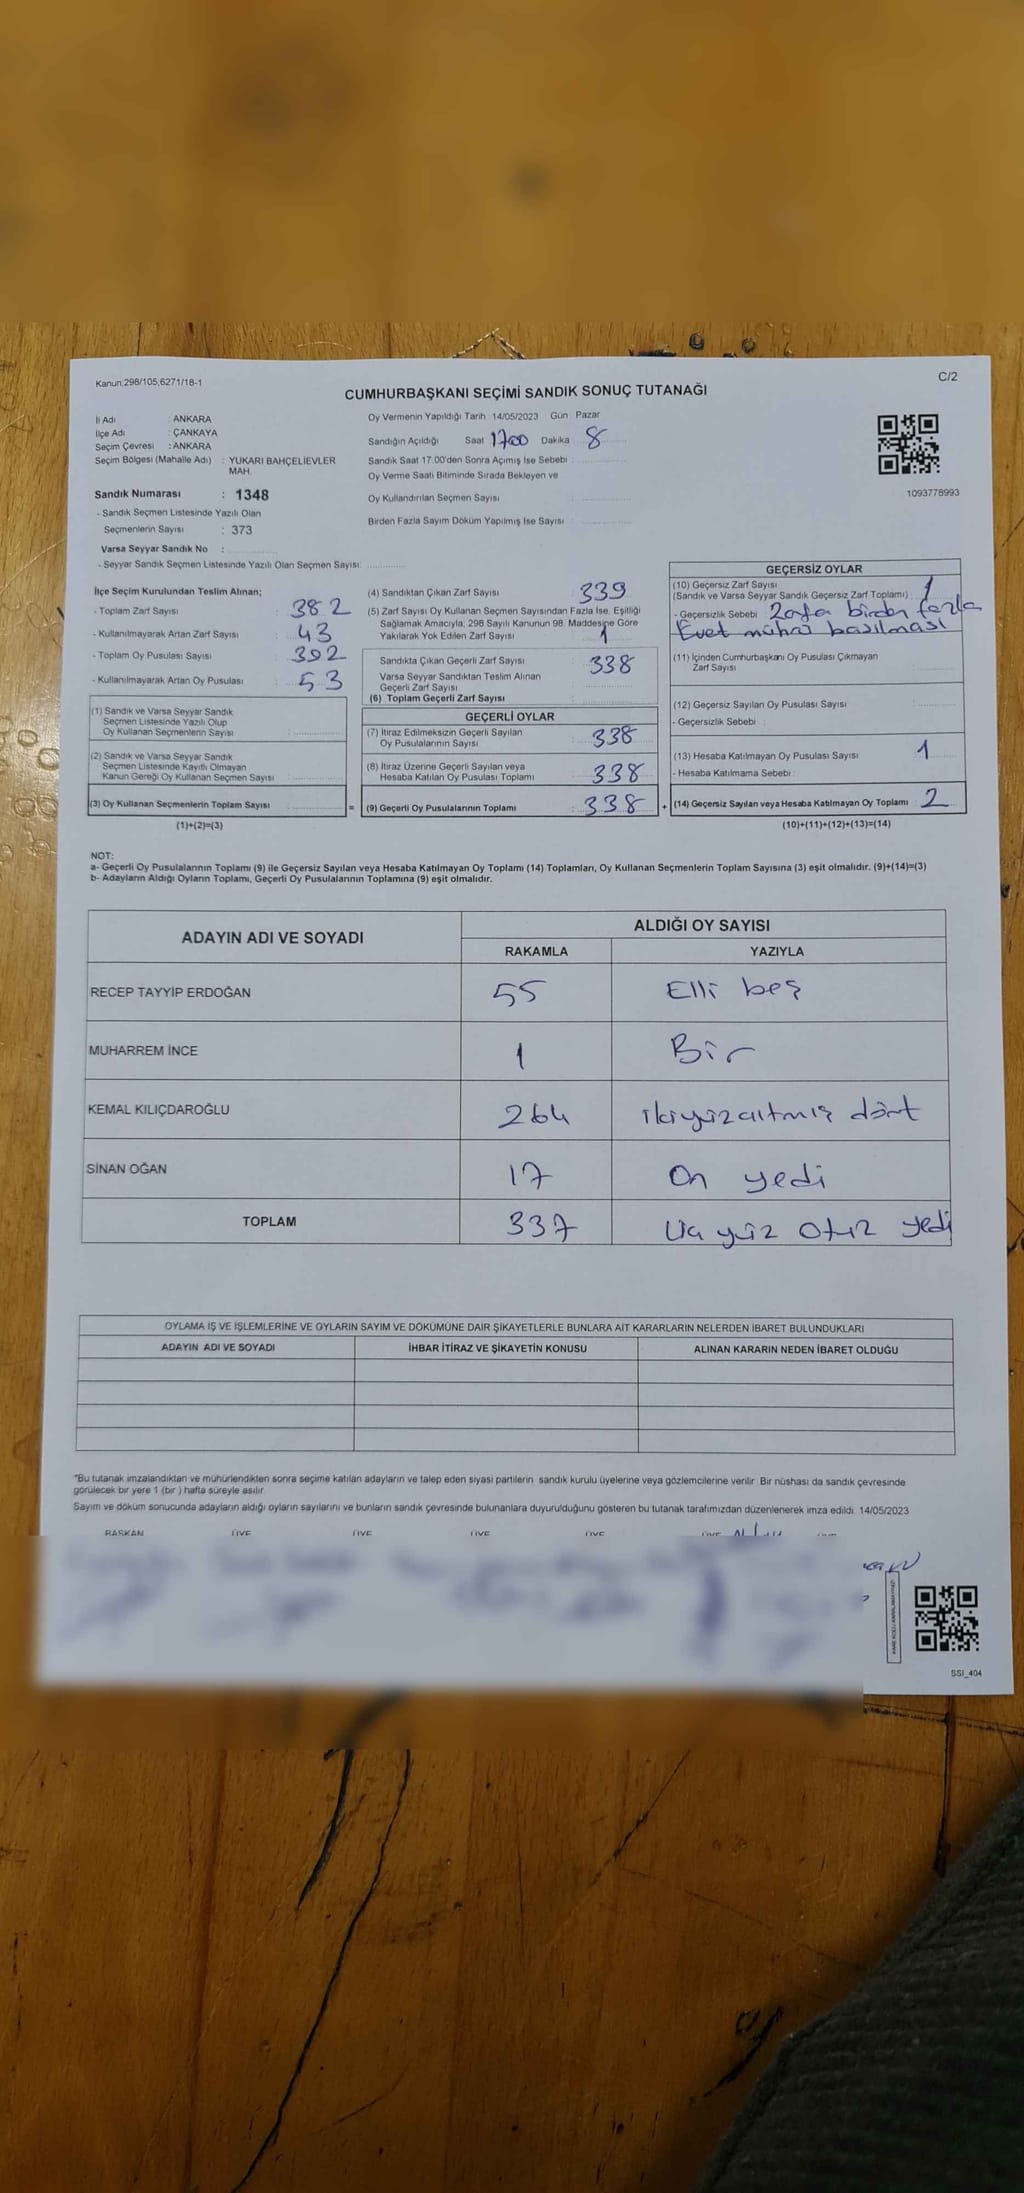 Kanun,298/105,6271/18-1
C/2
CUMHURBAŞKANI SEÇİMİ SANDIK SONUÇ TUTANAĞI
İl Adı : ANKARA
İlçe Adı : ÇANKAYA
Seçim Çevresi : ANKARA
Seçim Bölgesi (Mahalle Adı) : YUKARI BAHÇELİEVLER
MAH.
Sandık Numarası : 1348
- Sandık Seçmen Listesinde Yazılı Olan
Seçmenlerin Sayısı : 373
Varsa Seyyar Sandık No :
- Seyyar Sandık Seçmen Listesinde Yazılı Olan Seçmen Sayısı:
Oy Vermenin Yapıldığı Tarih 14/05/2023 Gün Pazar
Sandığın Açıldığı Saat 1700 Dakika 8
Sandık Saat 17:00'den Sonra Açımış İse Sebebi :
Oy Verme Saati Bitiminde Sırada Bekleyen ve
Oy Kullandırılan Seçmen Sayısı :
Birden Fazla Sayım Döküm Yapılmış İse Sayısı :
1093778993
İlçe Seçim Kurulundan Teslim Alınan;
- Toplam Zarf Sayısı : 382
- Kullanılmayarak Artan Zarf Sayısı : 43
- Toplam Oy Pusulası Sayısı : 392
- Kullanılmayarak Artan Oy Pusulası : 53
(1) Sandık ve Varsa Seyyar Sandık
Seçmen Listesinde Yazılı Olup
Oy Kullanan Seçmenlerin Sayısı :
(2) Sandık ve Varsa Seyyar Sandık
Seçmen Listesinde Kayıtlı Olmayan
Kanun Gereği Oy Kullanan Seçmen Sayısı :
(3) Oy Kullanan Seçmenlerin Toplam Sayısı : =
(1)+(2)=(3)
(4) Sandıktan Çıkan Zarf Sayısı : 339
(5) Zarf Sayısı Oy Kullanan Seçmen Sayısından Fazla İse, Eşitliği
Sağlamak Amacıyla; 298 Sayılı Kanunun 98. Maddesine Göre
Yakılarak Yok Edilen Zarf Sayısı : 1
Sandıkta Çıkan Geçerli Zarf Sayısı : 338
Varsa Seyyar Sandıktan Teslim Alınan
Geçerli Zarf Sayısı
(6) Toplam Geçerli Zarf Sayısı :
GEÇERLİ OYLAR
(7) İtiraz Edilmeksizin Geçerli Sayılan
Oy Pusulalarının Sayısı : 338
(8) İtiraz Üzerine Geçerli Sayılan veya
Hesaba Katılan Oy Pusulası Toplamı : 338
(9) Geçerli Oy Pusulalarının Toplamı : 338 +
GEÇERSİZ OYLAR
(10) Geçersiz Zarf Sayısı
(Sandık ve Varsa Seyyar Sandık Geçersiz Zarf Toplamı) : 1
- Geçersizlik Sebebi Zarfa birden fazla
Evet mührü basılması
(11) İçinden Cumhurbaşkanı Oy Pusulası Çıkmayan
Zarf Sayısı :
(12) Geçersiz Sayılan Oy Pusulası Sayısı :
- Geçersizlik Sebebi :
(13) Hesaba Katılmayan Oy Pusulası Sayısı : 1
- Hesaba Katılmama Sebebi :
(14) Geçersiz Sayılan veya Hesaba Katılmayan Oy Toplamı : 2
(10)+(11)+(12)+(13)=(14)
NOT:
a- Geçerli Oy Pusulalarının Toplamı (9) ile Geçersiz Sayılan veya Hesaba Katılmayan Oy Toplamı (14) Toplamları, Oy Kullanan Seçmenlerin Toplam Sayısına (3) eşit olmalıdır. (9)+(14)=(3)
b- Adayların Aldığı Oyların Toplamı, Geçerli Oy Pusulalarının Toplamına (9) eşit olmalıdır.
ADAYIN ADI VE SOYADI
ALDIĞI OY SAYISI
RAKAMLA YAZIYLA
RECEP TAYYİP ERDOĞAN 55 Elli beş
MUHARREM İNCE 1 Bir
KEMAL KILIÇDAROĞLU 264 ikiyüzaltmış dört
SİNAN OĞAN 17 On yedi
TOPLAM 337 Üç yüz Otuz yedi
OYLAMA İŞ VE İŞLEMLERİNE VE OYLARIN SAYIM VE DÖKÜMÜNE DAİR ŞİKAYETLERLE BUNLARA AİT KARARLARIN NELERDEN İBARET BULUNDUKLARI
ADAYIN ADI VE SOYADI İHBAR İTİRAZ VE ŞİKAYETİN KONUSU ALINAN KARARIN NEDEN İBARET OLDUĞU
*Bu tutanak imzalandıktan ve mühürlendikten sonra seçime katılan adayların ve talep eden siyasi partilerin sandık kurulu üyelerine veya gözlemcilerine verilir. Bir nüshası da sandık çevresinde
görülecek bir yere 1 (bir ) hafta süreyle asılır.
Sayım ve döküm sonucunda adayların aldığı oyların sayılarını ve bunların sandık çevresinde bulunanlara duyurulduğunu gösteren bu tutanak tarafımızdan düzenlenerek imza edildi. 14/05/2023
BAŞKAN ÜYE ÜYE ÜYE ÜYE ÜYE ÜYE
SSI_404